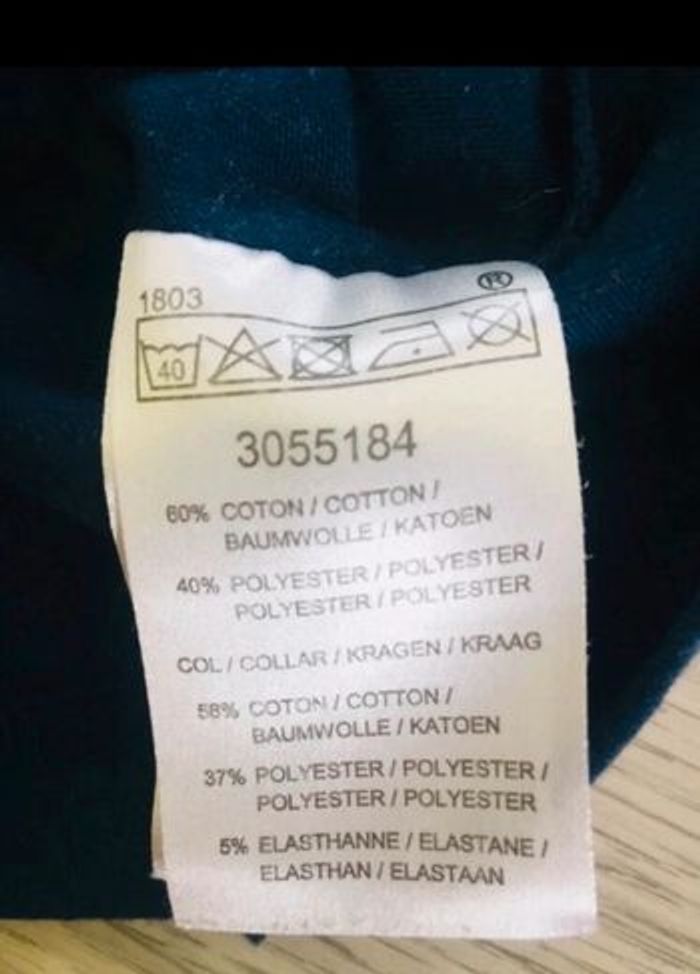 1803
®
40
3055184
60% COTON / COTTON /
BAUMWOLLE / KATOEN
40% POLYESTER / POLYESTER /
POLYESTER / POLYESTER
COL / COLLAR / KRAGEN / KRAAG
58% COTON / COTTON /
BAUMWOLLE / KATOEN
37% POLYESTER / POLYESTER /
POLYESTER / POLYESTER
5% ELASTHANNE / ELASTANE /
ELASTHAN / ELASTAAN